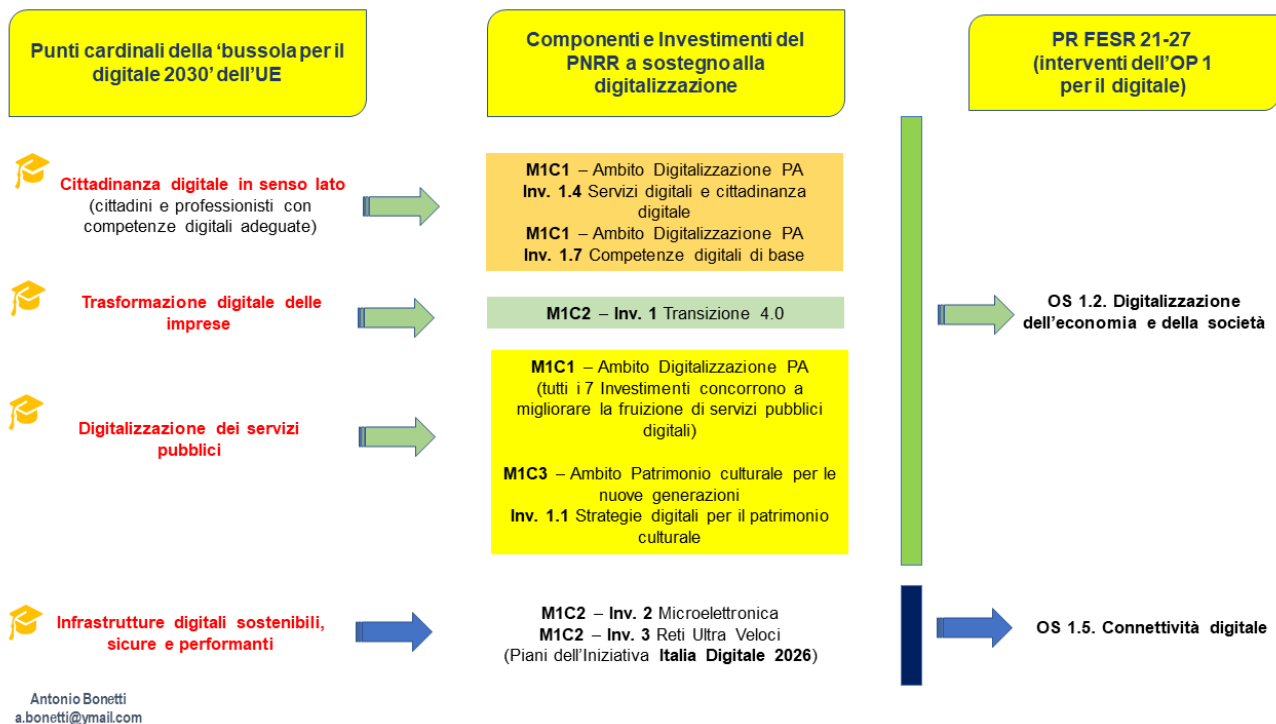 Punti cardinali della ‘bussola per il
digitale 2030’ dell’UE
Componenti e Investimenti del
PNRR a sostegno alla
digitalizzazione
PR FESR 21-27
(interventi dell’OP 1
per il digitale)
Cittadinanza digitale in senso lato
(cittadini e professionisti con
competenze digitali adeguate)
M1C1 – Ambito Digitalizzazione PA
Inv. 1.4 Servizi digitali e cittadinanza
digitale
M1C1 – Ambito Digitalizzazione PA
Inv. 1.7 Competenze digitali di base
Trasformazione digitale delle
imprese
M1C2 – Inv. 1 Transizione 4.0
OS 1.2. Digitalizzazione
dell’economia e della società
Digitalizzazione dei servizi
pubblici
M1C1 – Ambito Digitalizzazione PA
(tutti i 7 Investimenti concorrono a
migliorare la fruizione di servizi pubblici
digitali)
M1C3 – Ambito Patrimonio culturale per le
nuove generazioni
Inv. 1.1 Strategie digitali per il patrimonio
culturale
Infrastrutture digitali sostenibili,
sicure e performanti
M1C2 – Inv. 2 Microelettronica
M1C2 – Inv. 3 Reti Ultra Veloci
(Piani dell’Iniziativa Italia Digitale 2026)
OS 1.5. Connettività digitale
Antonio Bonetti
a.bonetti@ymail.com